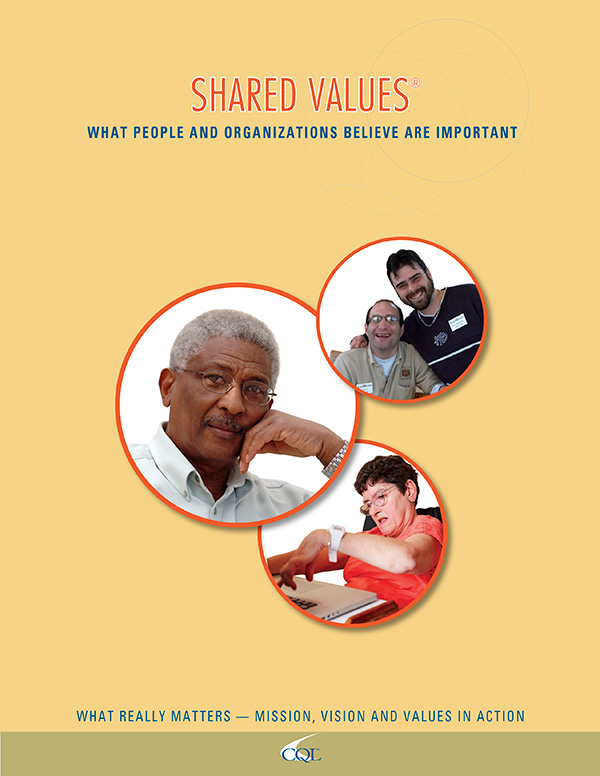 SHARED VALUES®
WHAT PEOPLE AND ORGANIZATIONS BELIEVE ARE IMPORTANT
WHAT REALLY MATTERS — MISSION, VISION AND VALUES IN ACTION
CQL